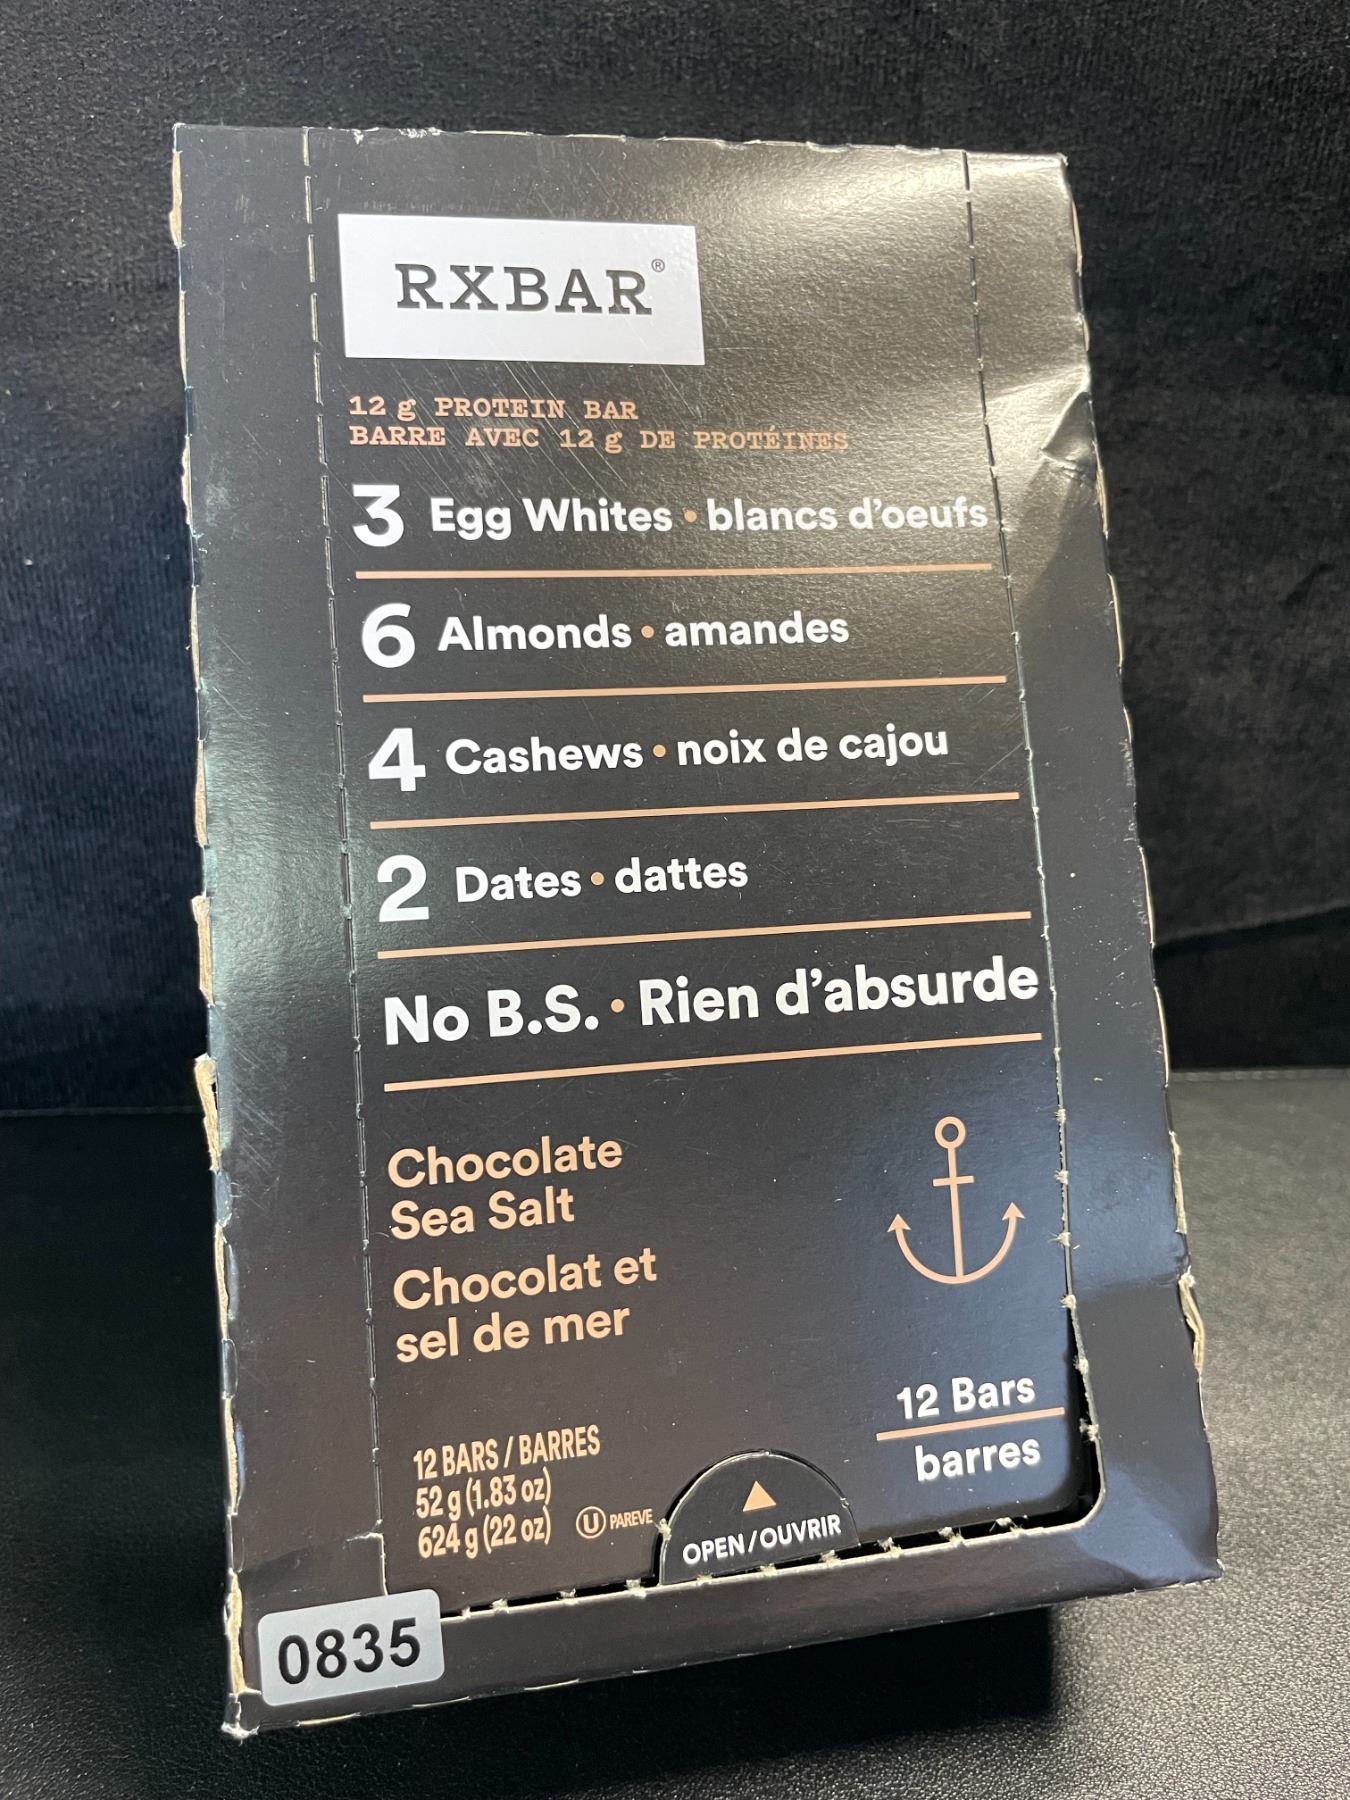 RXBAR®
12 g PROTEIN BAR
BARRE AVEC 12 g DE PROTÉINES
3 Egg Whites • blancs d'oeufs
6 Almonds • amandes
4 Cashews • noix de cajou
2 Dates • dattes
No B.S. • Rien d'absurde
Chocolate
Sea Salt
Chocolat et
sel de mer
12 Bars
barres
12 BARS / BARRES
52 g (1.83 oz)
624 g (22 oz)
U PAREVE
OPEN/OUVRIR
0835